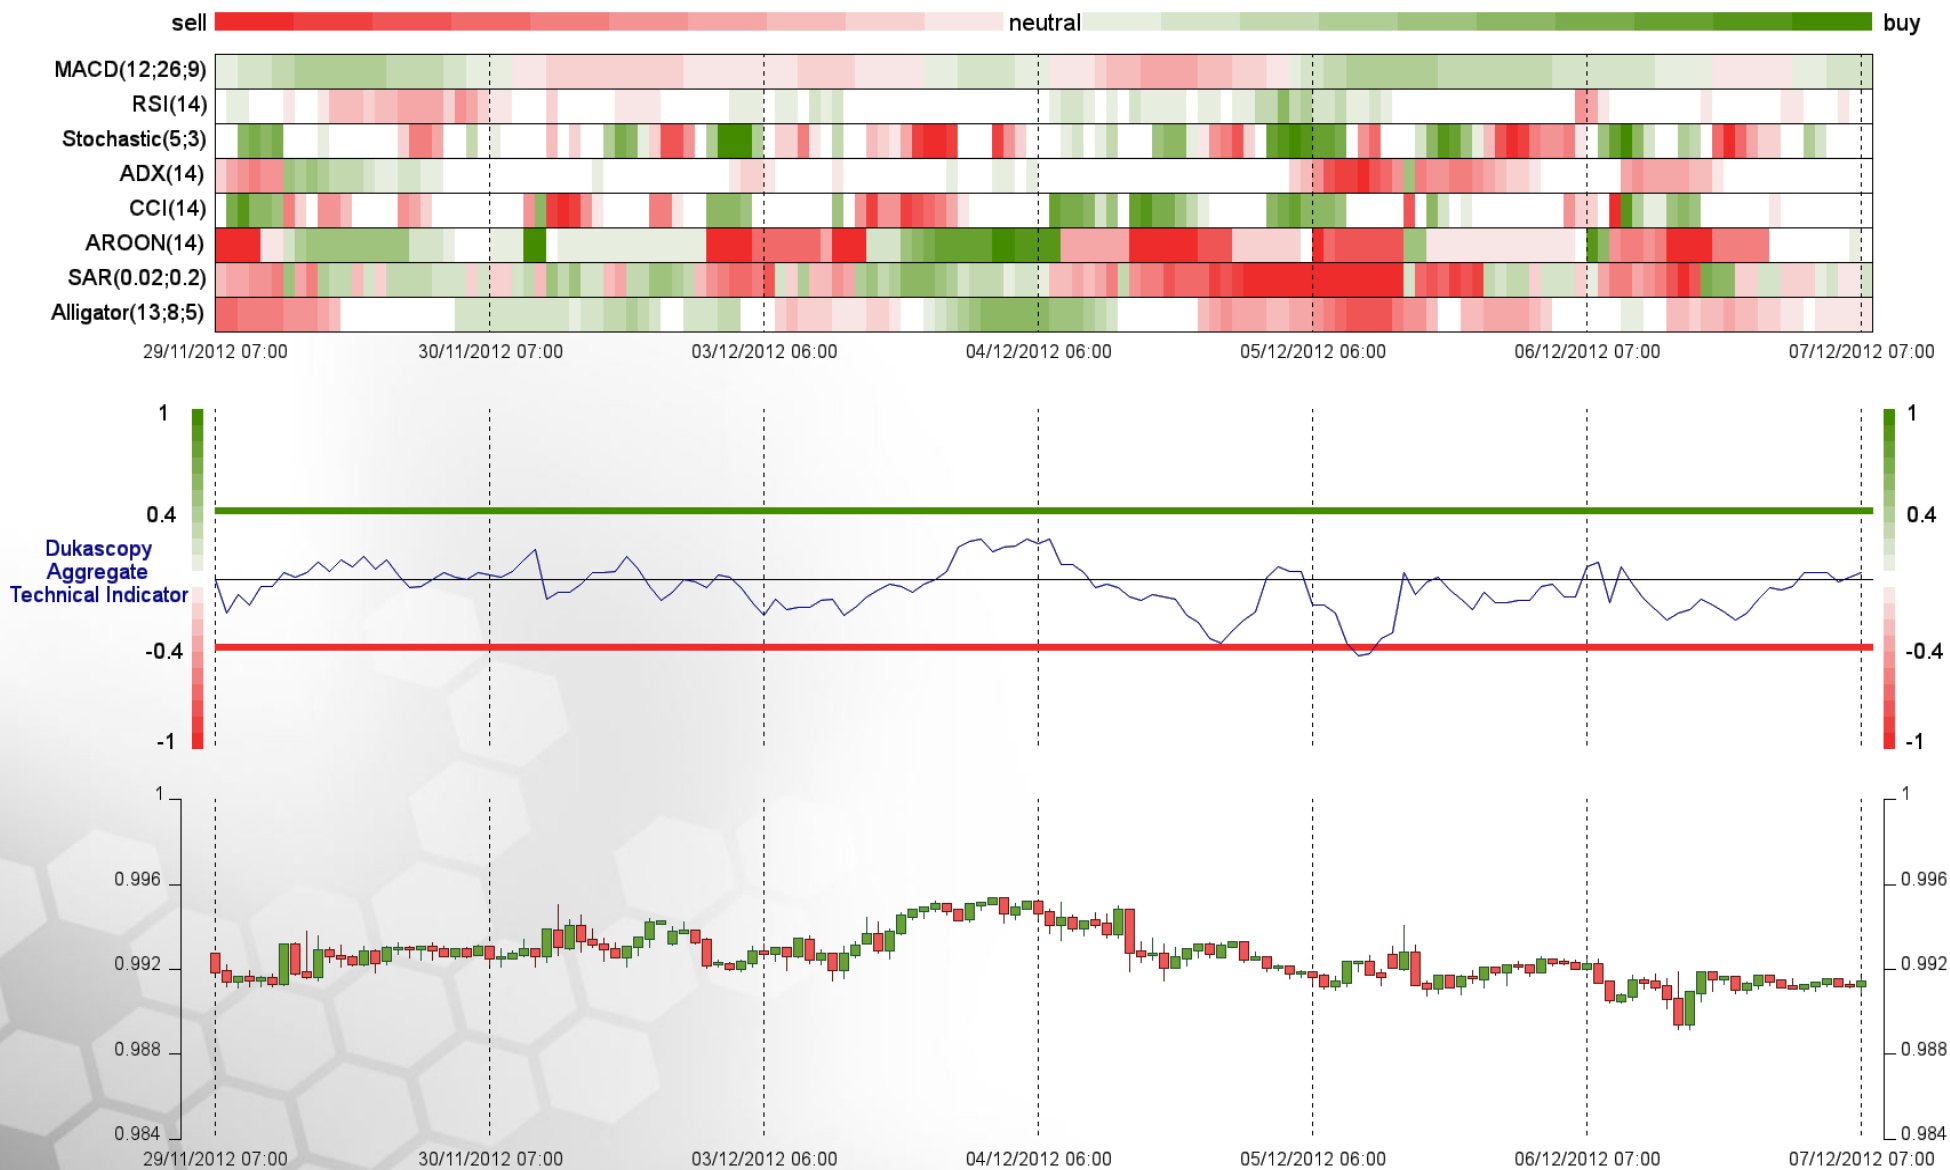 sell neutral buy
MACD(12;26;9)
RSI(14)
Stochastic(5;3)
ADX(14)
CCI(14)
AROON(14)
SAR(0.02;0.2)
Alligator(13;8;5)
29/11/2012 07:00 30/11/2012 07:00 03/12/2012 06:00 04/12/2012 06:00 05/12/2012 06:00 06/12/2012 07:00 07/12/2012 07:00
1 1
0.4 0.4
Dukascopy
Aggregate
Technical Indicator
-0.4 -0.4
-1 -1
1 1
0.996 0.996
0.992 0.992
0.988 0.988
0.984 0.984
29/11/2012 07:00 30/11/2012 07:00 03/12/2012 06:00 04/12/2012 06:00 05/12/2012 06:00 06/12/2012 07:00 07/12/2012 07:00